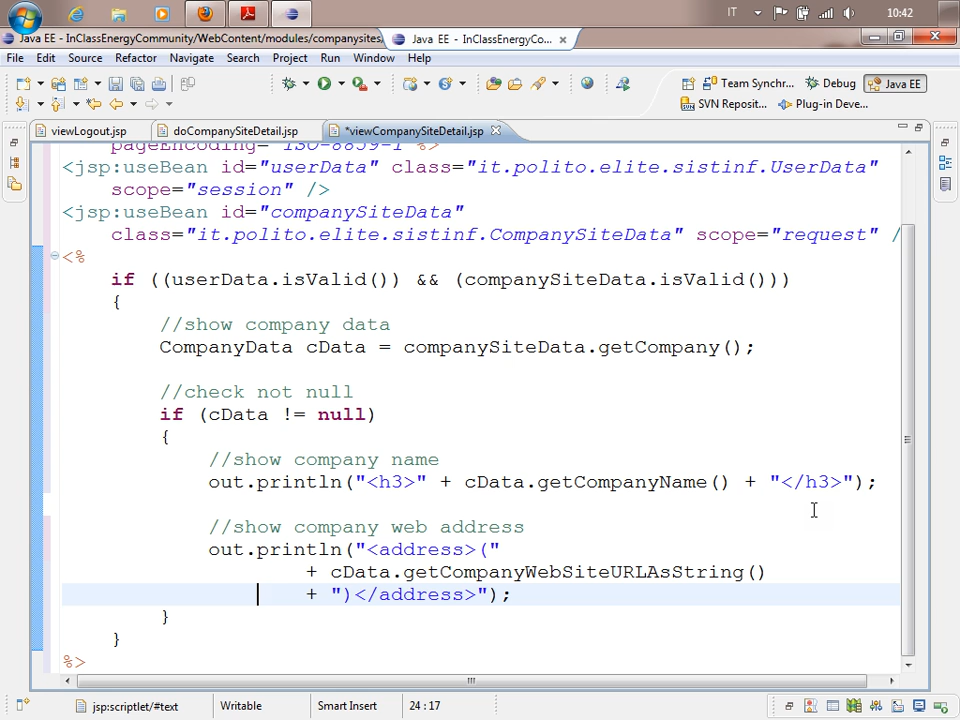 IT
10:42
Java EE - InClassEnergyCommunity/WebContent/modules/companysites
Java EE - InClassEnergyCo...
File Edit Source Refactor Navigate Search Project Run Window Help
Team Synchr... Debug Java EE
SVN Reposit... Plug-in Deve...
viewLogout.jsp doCompanySiteDetail.jsp *viewCompanySiteDetail.jsp
pageEncoding="ISO-8859-1"%>
<jsp:useBean id="userData" class="it.polito.elite.sistinf.UserData"
scope="session" />
<jsp:useBean id="companySiteData"
class="it.polito.elite.sistinf.CompanySiteData" scope="request" /
<%
if ((userData.isValid()) && (companySiteData.isValid()))
{
//show company data
CompanyData cData = companySiteData.getCompany();
//check not null
if (cData != null)
{
//show company name
out.println("<h3>" + cData.getCompanyName() + "</h3>");
//show company web address
out.println("<address>("
+ cData.getCompanyWebSiteURLAsString()
+ ")</address>");
}
}
%>
jsp:scriptlet/#text Writable Smart Insert 24 : 17